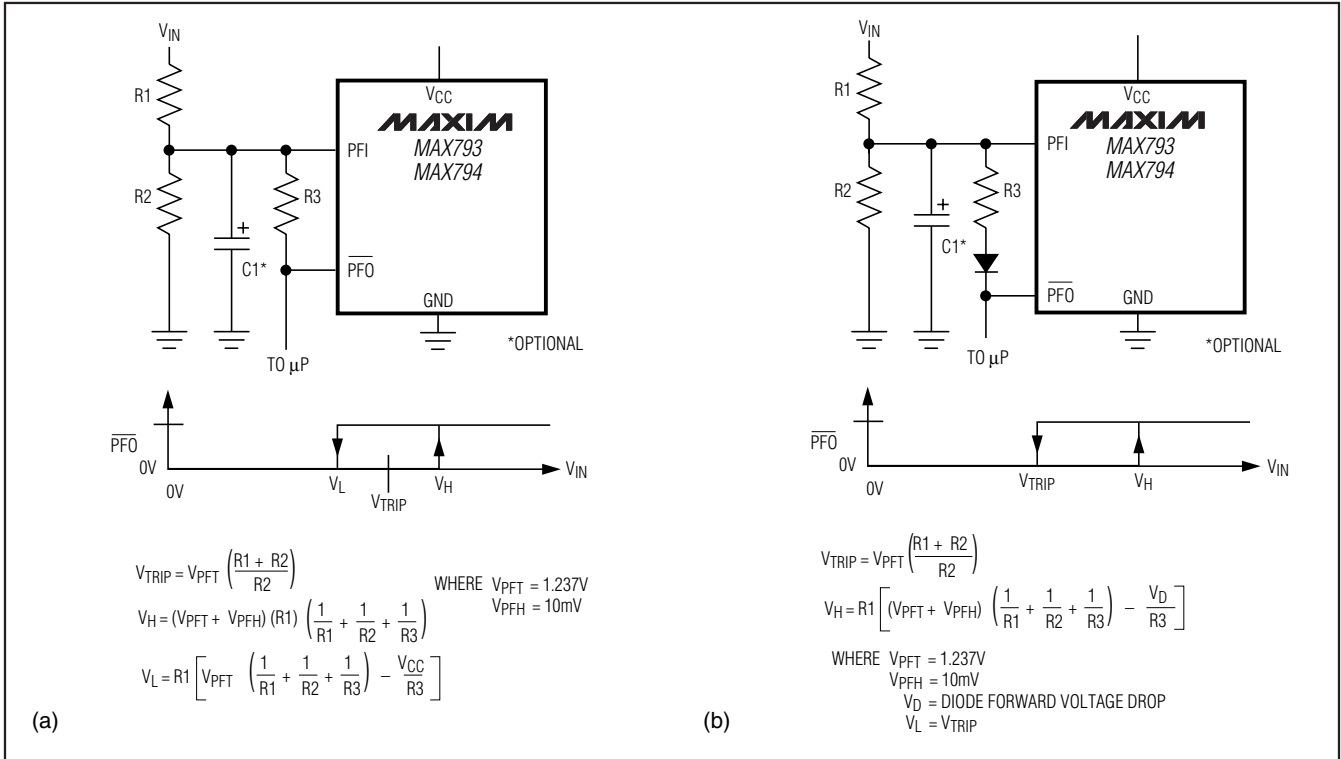 VIN
R1
VCC
MAXIM
MAX793
MAX794
PFI
R2
R3
+
C1*
PFO
GND
*OPTIONAL
TO µP
PFO
0V
0V
VL
VTRIP
VH
VIN
VTRIP = VPFT (R1 + R2 / R2)
WHERE VPFT = 1.237V
VPFH = 10mV
VH = (VPFT + VPFH) (R1) (1/R1 + 1/R2 + 1/R3)
VL = R1 [VPFT (1/R1 + 1/R2 + 1/R3) – VCC/R3]
(a)
VIN
R1
VCC
MAXIM
MAX793
MAX794
PFI
R2
R3
+
C1*
PFO
GND
*OPTIONAL
TO µP
PFO
0V
0V
VTRIP
VH
VIN
VTRIP = VPFT (R1 + R2 / R2)
VH = R1 [(VPFT + VPFH) (1/R1 + 1/R2 + 1/R3) – VD/R3]
WHERE VPFT = 1.237V
VPFH = 10mV
VD = DIODE FORWARD VOLTAGE DROP
VL = VTRIP
(b)